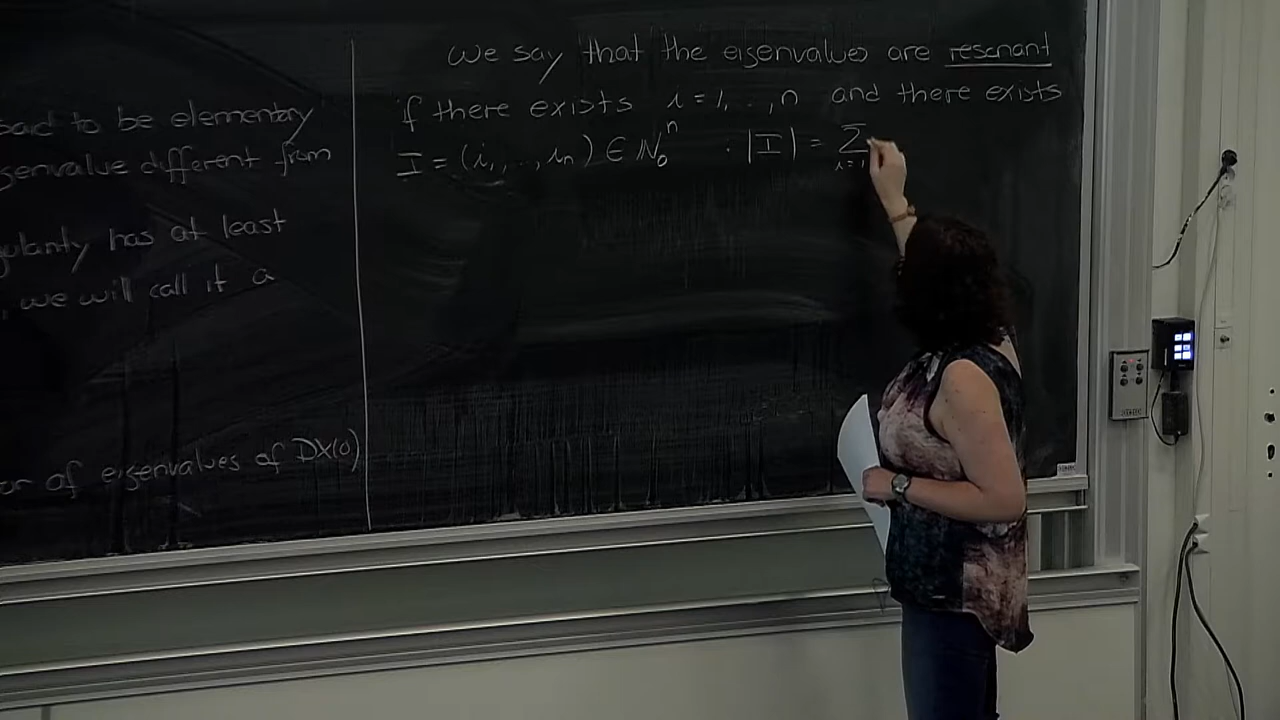 to be elementary
eigenvalue different from
has at least
, we will call it a
of eigenvalues of DX(0)
we say that the eigenvalues are resonant
if there exists i=1,..,n and there exists
I = (i₁,..,iₙ) ∈ ℕ₀ⁿ : |I| = Σ i=1